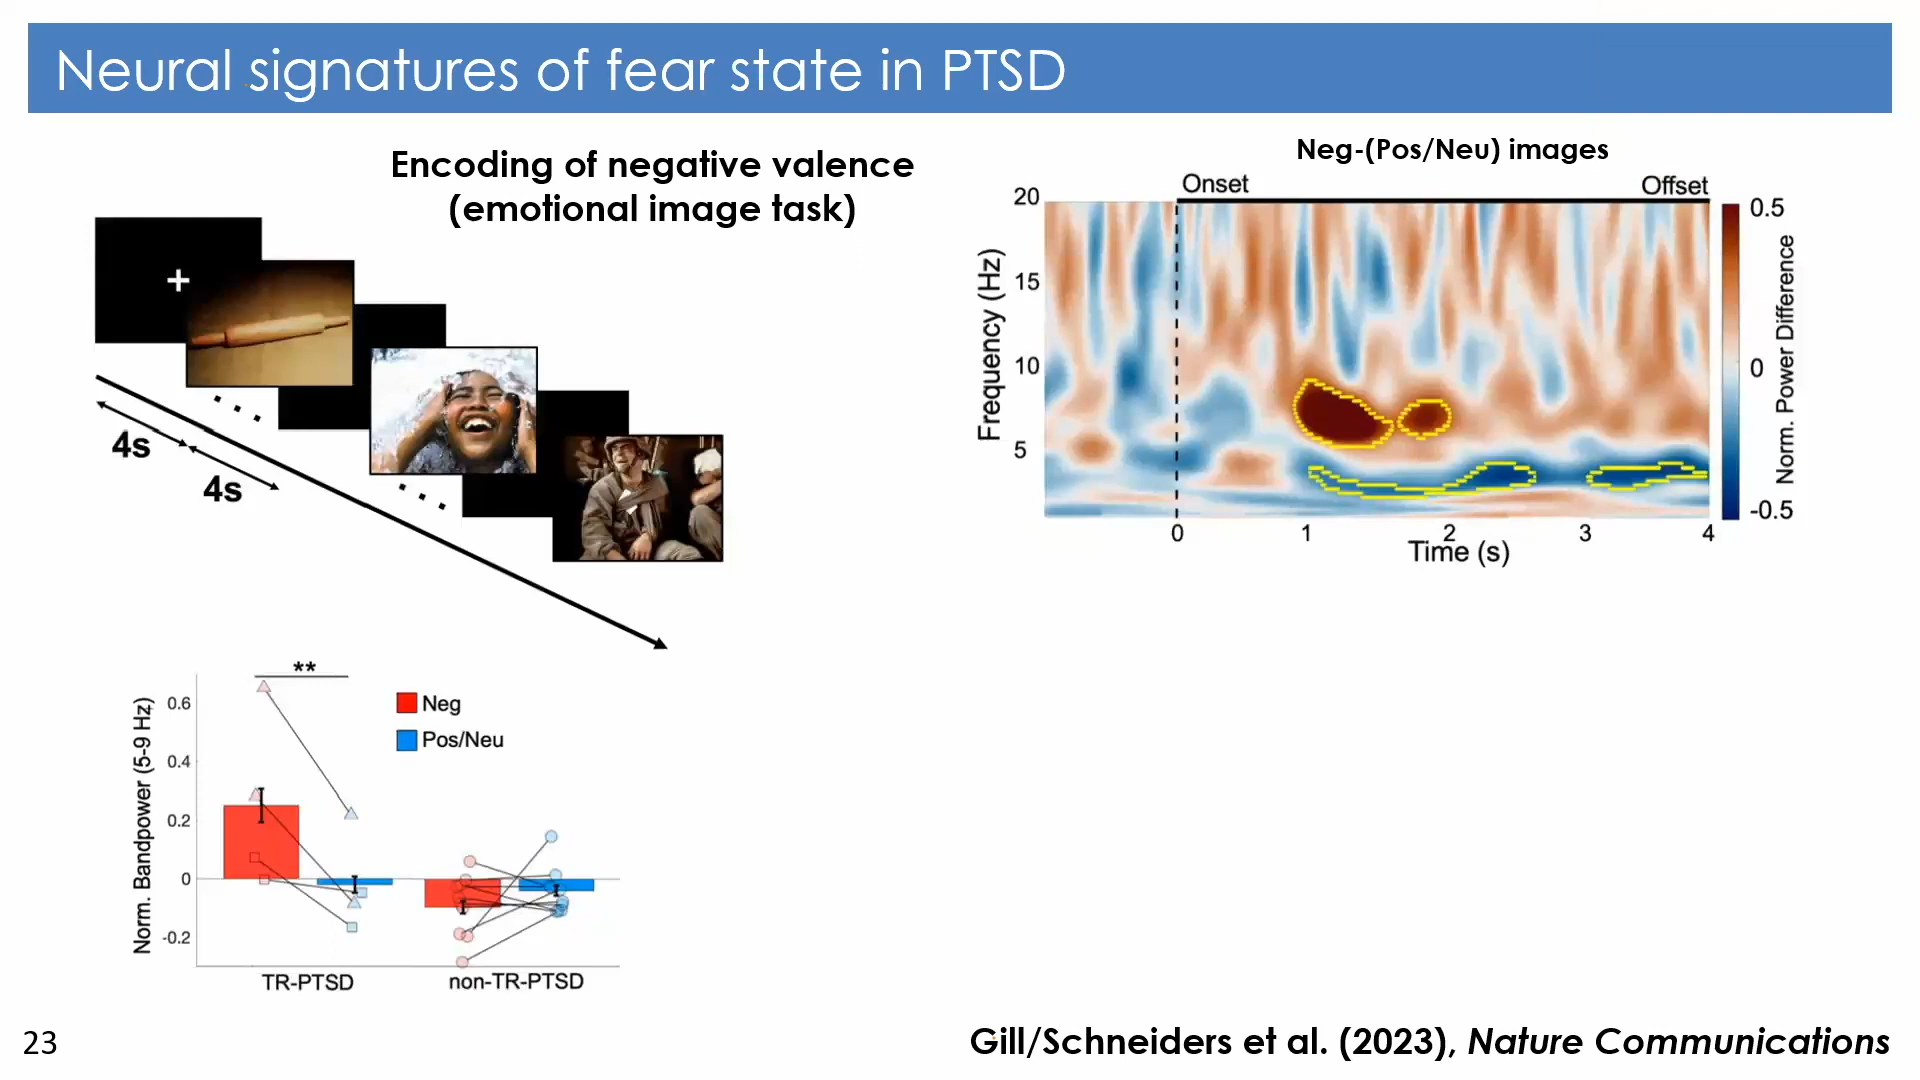 Neural signatures of fear state in PTSD
Encoding of negative valence
(emotional image task)
+
4s
4s
Neg-(Pos/Neu) images
Onset
Offset
20
15
10
5
Frequency (Hz)
0
1
2
3
4
Time (s)
0.5
0
-0.5
Norm. Power Difference
**
Neg
Pos/Neu
0.6
0.4
0.2
0
-0.2
Norm. Bandpower (5-9 Hz)
TR-PTSD
non-TR-PTSD
23
Gill/Schneiders et al. (2023), Nature Communications